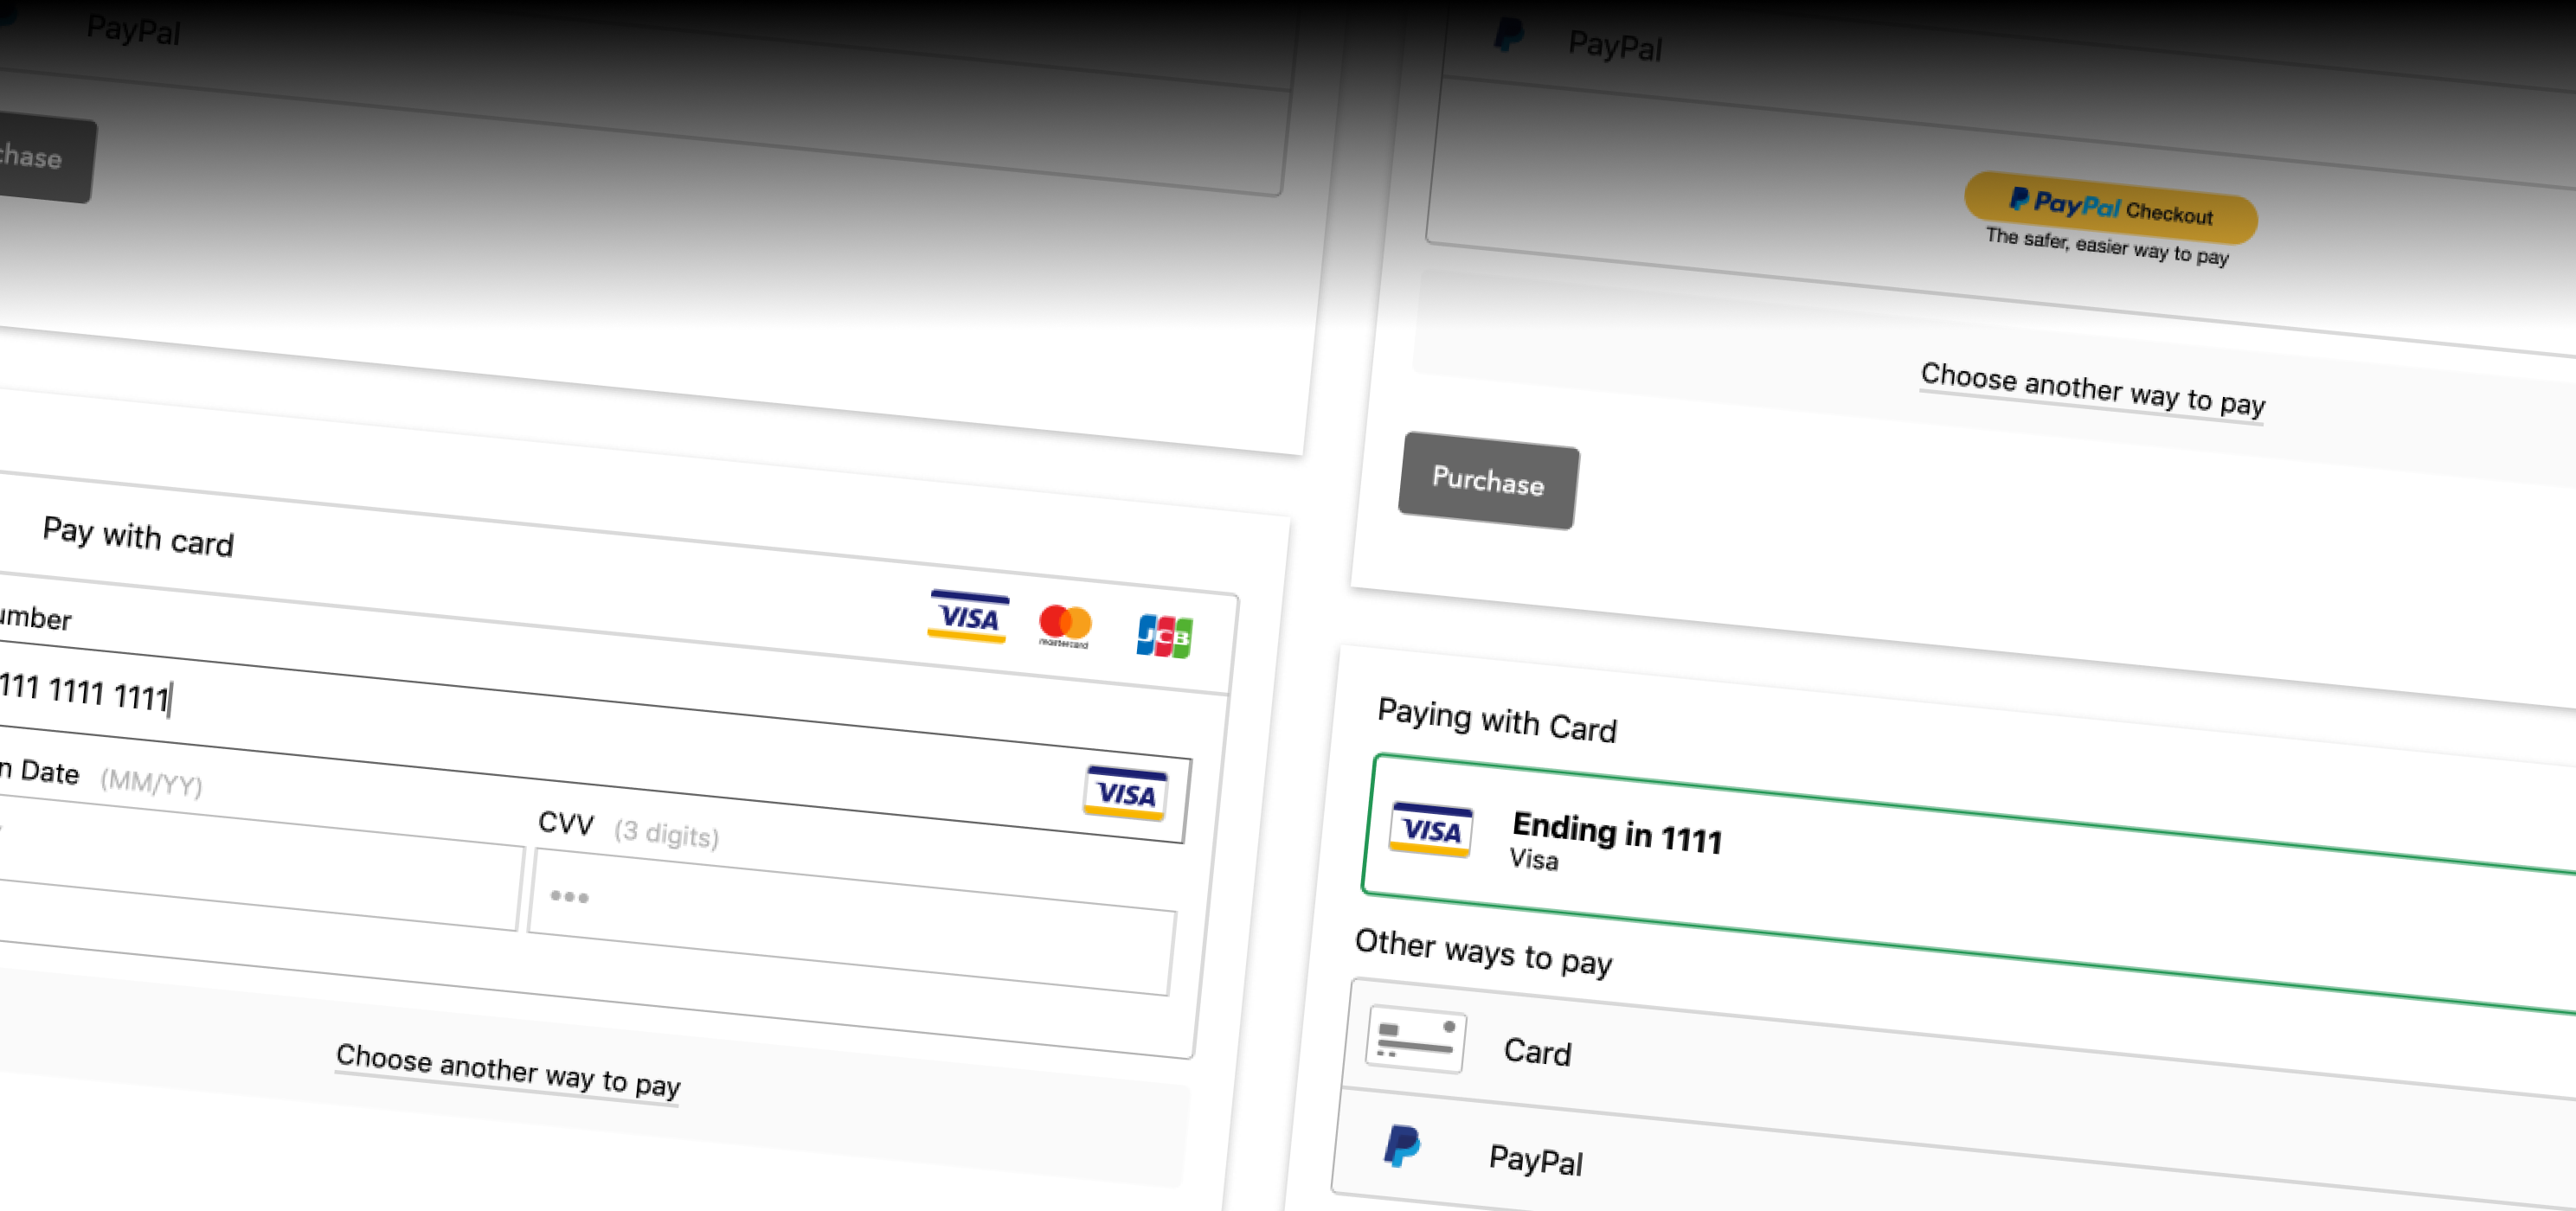 PayPal
chase
PayPal
PayPal Checkout
The safer, easier way to pay
Choose another way to pay
Purchase
Pay with card
VISA
mastercard
JCB
umber
111 1111 1111
VISA
n Date (MM/YY)
CVV (3 digits)
Choose another way to pay
Paying with Card
VISA
Ending in 1111
Visa
Other ways to pay
Card
PayPal